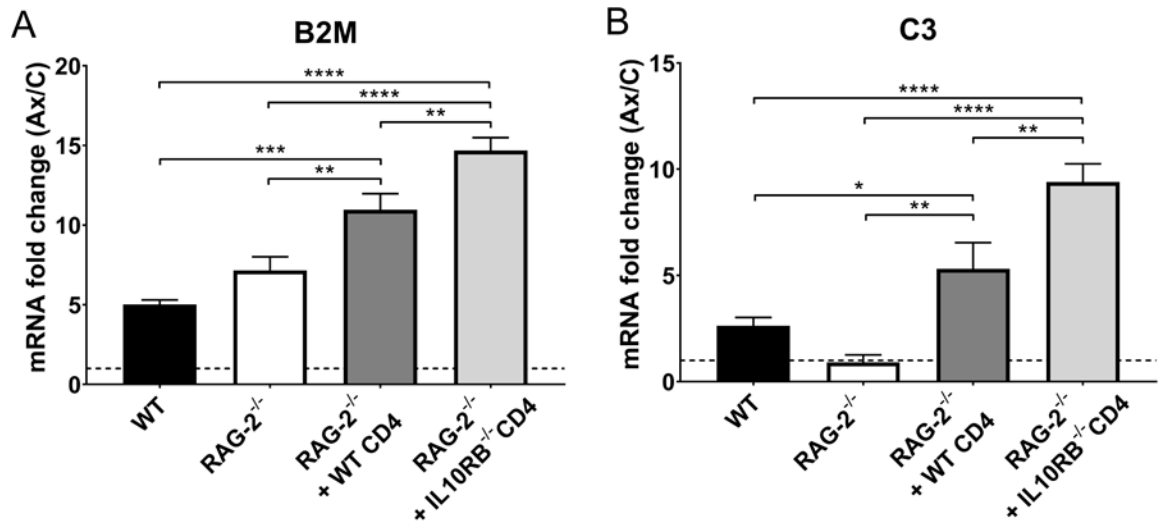 A
B2M
mRNA fold change (Ax/C)
20
15
10
5
0
****
****
**
***
**
WT
RAG-2⁻/⁻
RAG-2⁻/⁻
+ WT CD4
RAG-2⁻/⁻
+ IL10RB⁻/⁻CD4
B
C3
mRNA fold change (Ax/C)
15
10
5
0
****
****
**
*
**
WT
RAG-2⁻/⁻
RAG-2⁻/⁻
+ WT CD4
RAG-2⁻/⁻
+ IL10RB⁻/⁻CD4